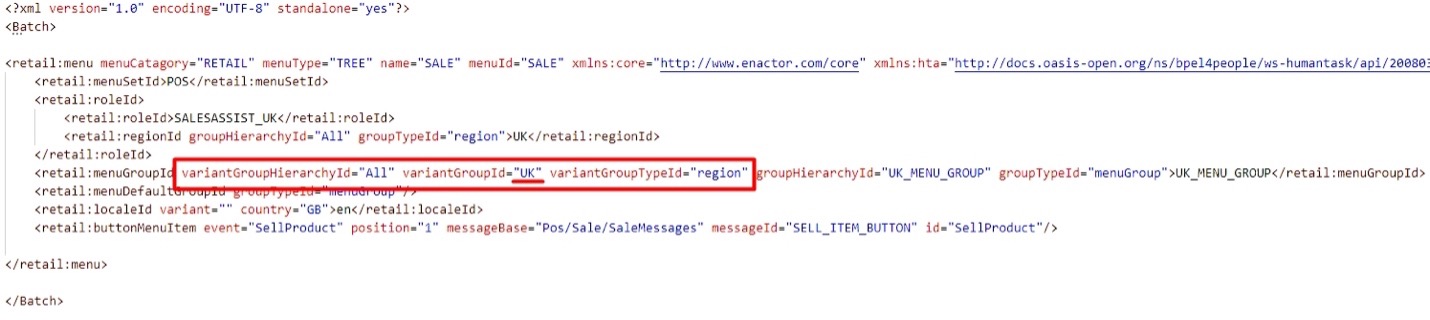 <?xml version="1.0" encoding="UTF-8" standalone="yes"?>
<Batch>
<retail:menu menuCatagory="RETAIL" menuType="TREE" name="SALE" menuId="SALE" xmlns:core="http://www.enactor.com/core" xmlns:hta="http://docs.oasis-open.org/ns/bpel4people/ws-humantask/api/200803
<retail:menuSetId>POS</retail:menuSetId>
<retail:roleId>
<retail:roleId>SALESASSIST_UK</retail:roleId>
<retail:regionId groupHierarchyId="All" groupTypeId="region">UK</retail:regionId>
</retail:roleId>
<retail:menuGroupId variantGroupHierarchyId="All" variantGroupId="UK" variantGroupTypeId="region" groupHierarchyId="UK_MENU_GROUP" groupTypeId="menuGroup">UK_MENU_GROUP</retail:menuGroupId>
<retail:menuDefaultGroupId groupTypeId="menuGroup"/>
<retail:localeId variant="" country="GB">en</retail:localeId>
<retail:buttonMenuItem event="SellProduct" position="1" messageBase="Pos/Sale/SaleMessages" messageId="SELL_ITEM_BUTTON" id="SellProduct"/>
</retail:menu>
</Batch>